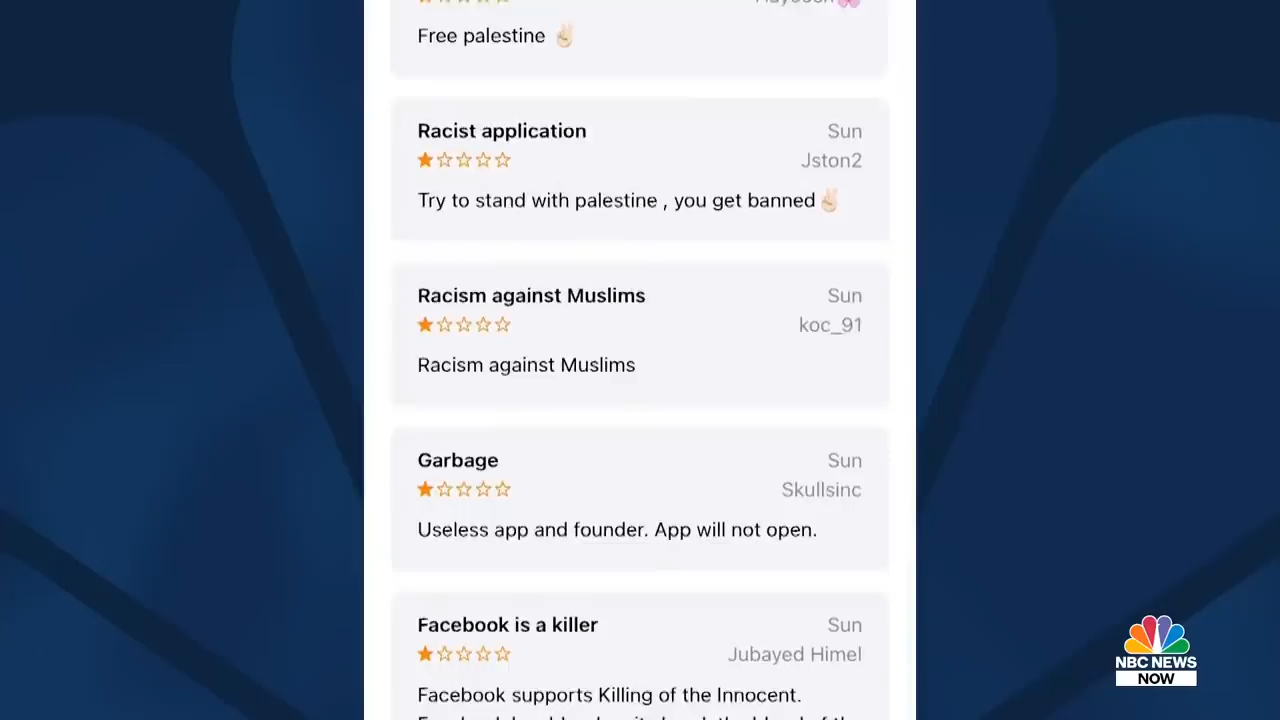 Free palestine ✌🏻
Racist application Sun
Jston2
Try to stand with palestine , you get banned✌🏻
Racism against Muslims Sun
koc_91
Racism against Muslims
Garbage Sun
Skullsinc
Useless app and founder. App will not open.
Facebook is a killer Sun
Jubayed Himel
Facebook supports Killing of the Innocent.
NBC NEWS
NOW